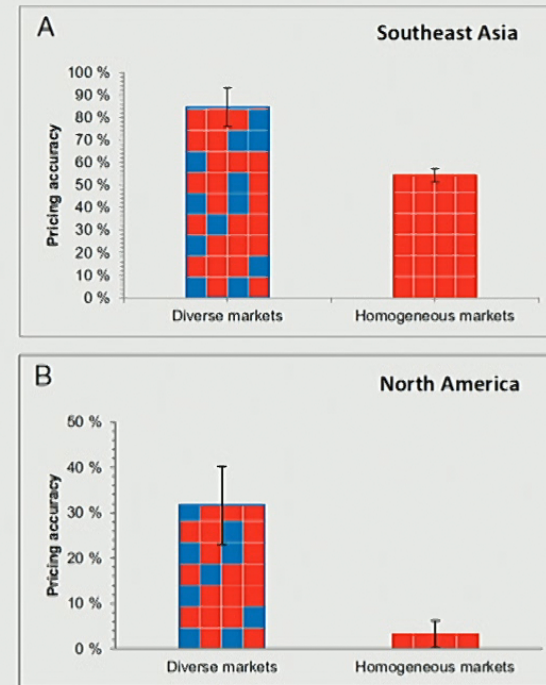 A
Southeast Asia
Pricing accuracy
100 %
90 %
80 %
70 %
60 %
50 %
40 %
30 %
20 %
10 %
0 %
Diverse markets
Homogeneous markets
B
North America
Pricing accuracy
50 %
40 %
30 %
20 %
10 %
0 %
Diverse markets
Homogeneous markets